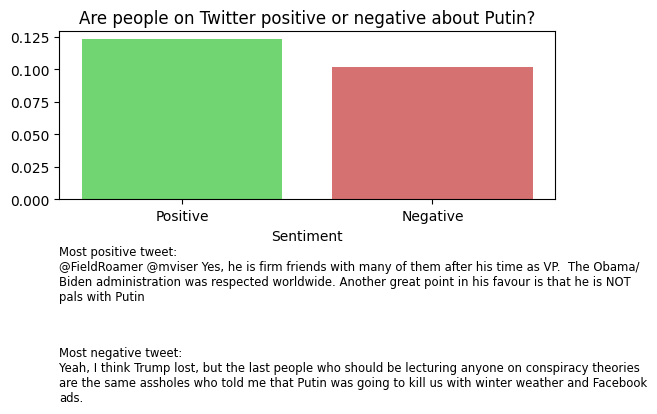 Are people on Twitter positive or negative about Putin?
0.125
0.100
0.075
0.050
0.025
0.000
Positive Negative
Sentiment
Most positive tweet:
@FieldRoamer @mviser Yes, he is firm friends with many of them after his time as VP.  The Obama/
Biden administration was respected worldwide. Another great point in his favour is that he is NOT
pals with Putin
Most negative tweet:
Yeah, I think Trump lost, but the last people who should be lecturing anyone on conspiracy theories
are the same assholes who told me that Putin was going to kill us with winter weather and Facebook
ads.